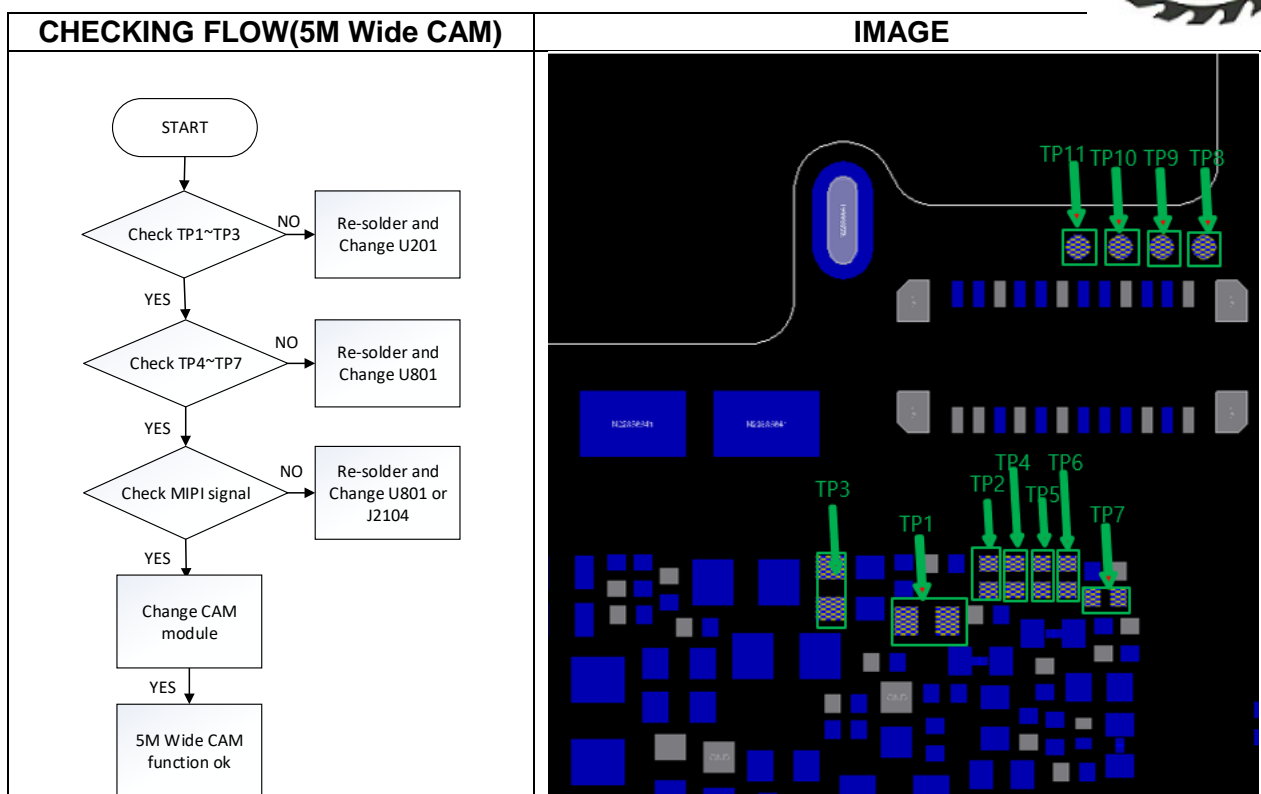 CHECKING FLOW(5M Wide CAM)
IMAGE
START
Check TP1~TP3
NO
Re-solder and
Change U201
YES
Check TP4~TP7
NO
Re-solder and
Change U801
YES
Check MIPI signal
NO
Re-solder and
Change U801 or
J2104
YES
Change CAM
module
YES
5M Wide CAM
function ok
TP11
TP10
TP9
TP8
TP3
TP1
TP2
TP4
TP5
TP6
TP7